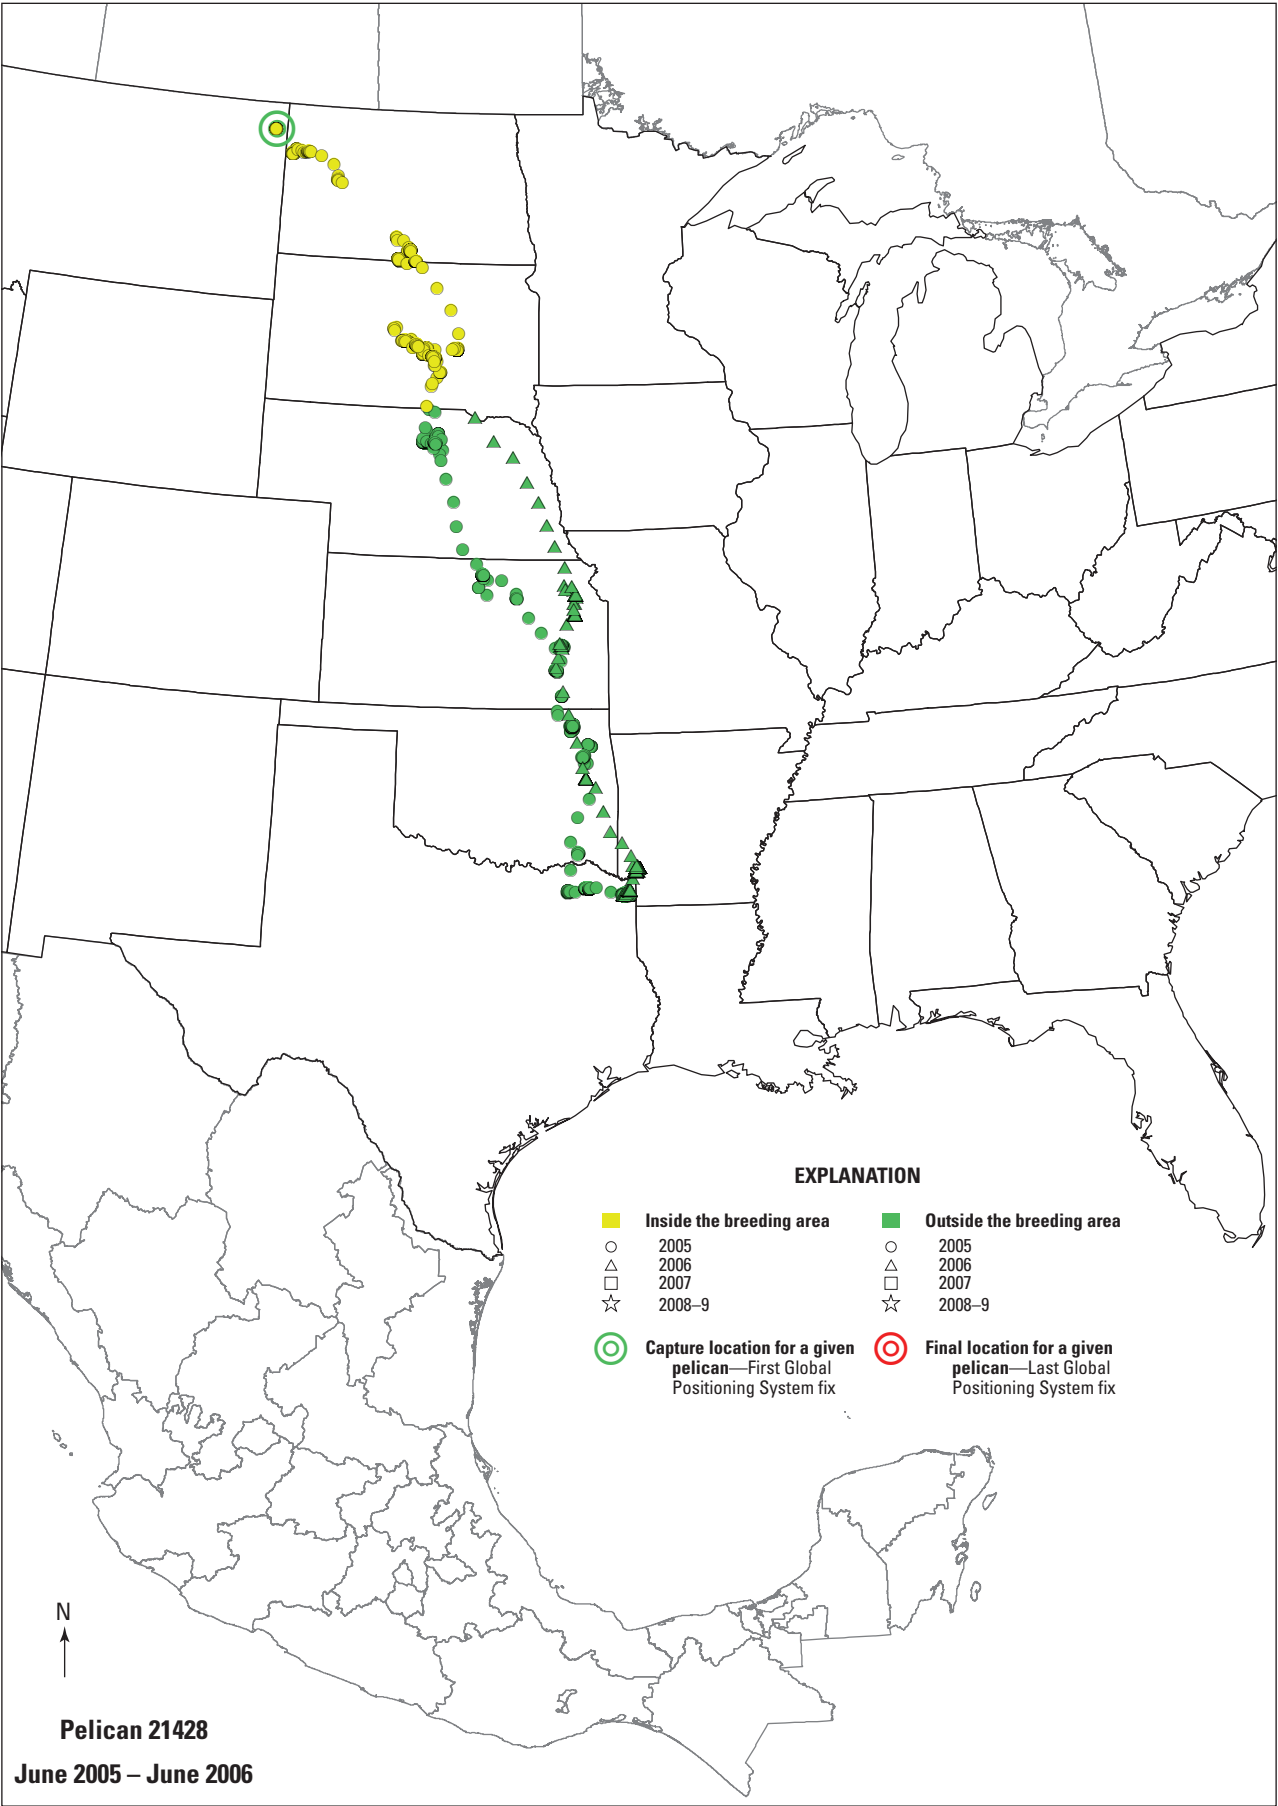 EXPLANATION
Inside the breeding area
2005
2006
2007
2008–9
Capture location for a given
pelican—First Global
Positioning System fix
Outside the breeding area
2005
2006
2007
2008–9
Final location for a given
pelican—Last Global
Positioning System fix
N
Pelican 21428
June 2005 – June 2006